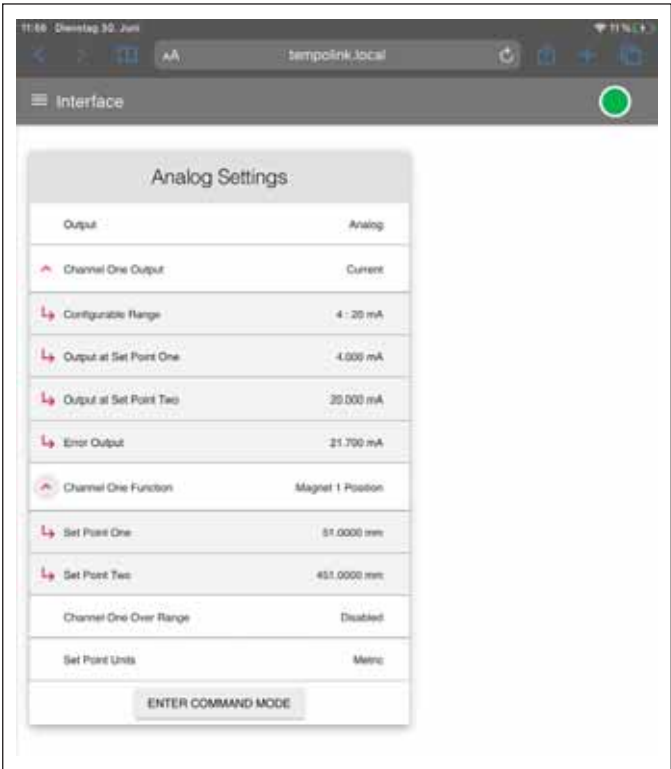 11:56 Dienstag 30. Juni 11 %
AA tempolink.local
Interface
Analog Settings
Output Analog
Channel One Output Current
Configurable Range 4 : 20 mA
Output at Set Point One 4.000 mA
Output at Set Point Two 20.000 mA
Error Output 21.700 mA
Channel One Function Magnet 1 Position
Set Point One 51.0000 mm
Set Point Two 451.0000 mm
Channel One Over Range Disabled
Set Point Units Metric
ENTER COMMAND MODE